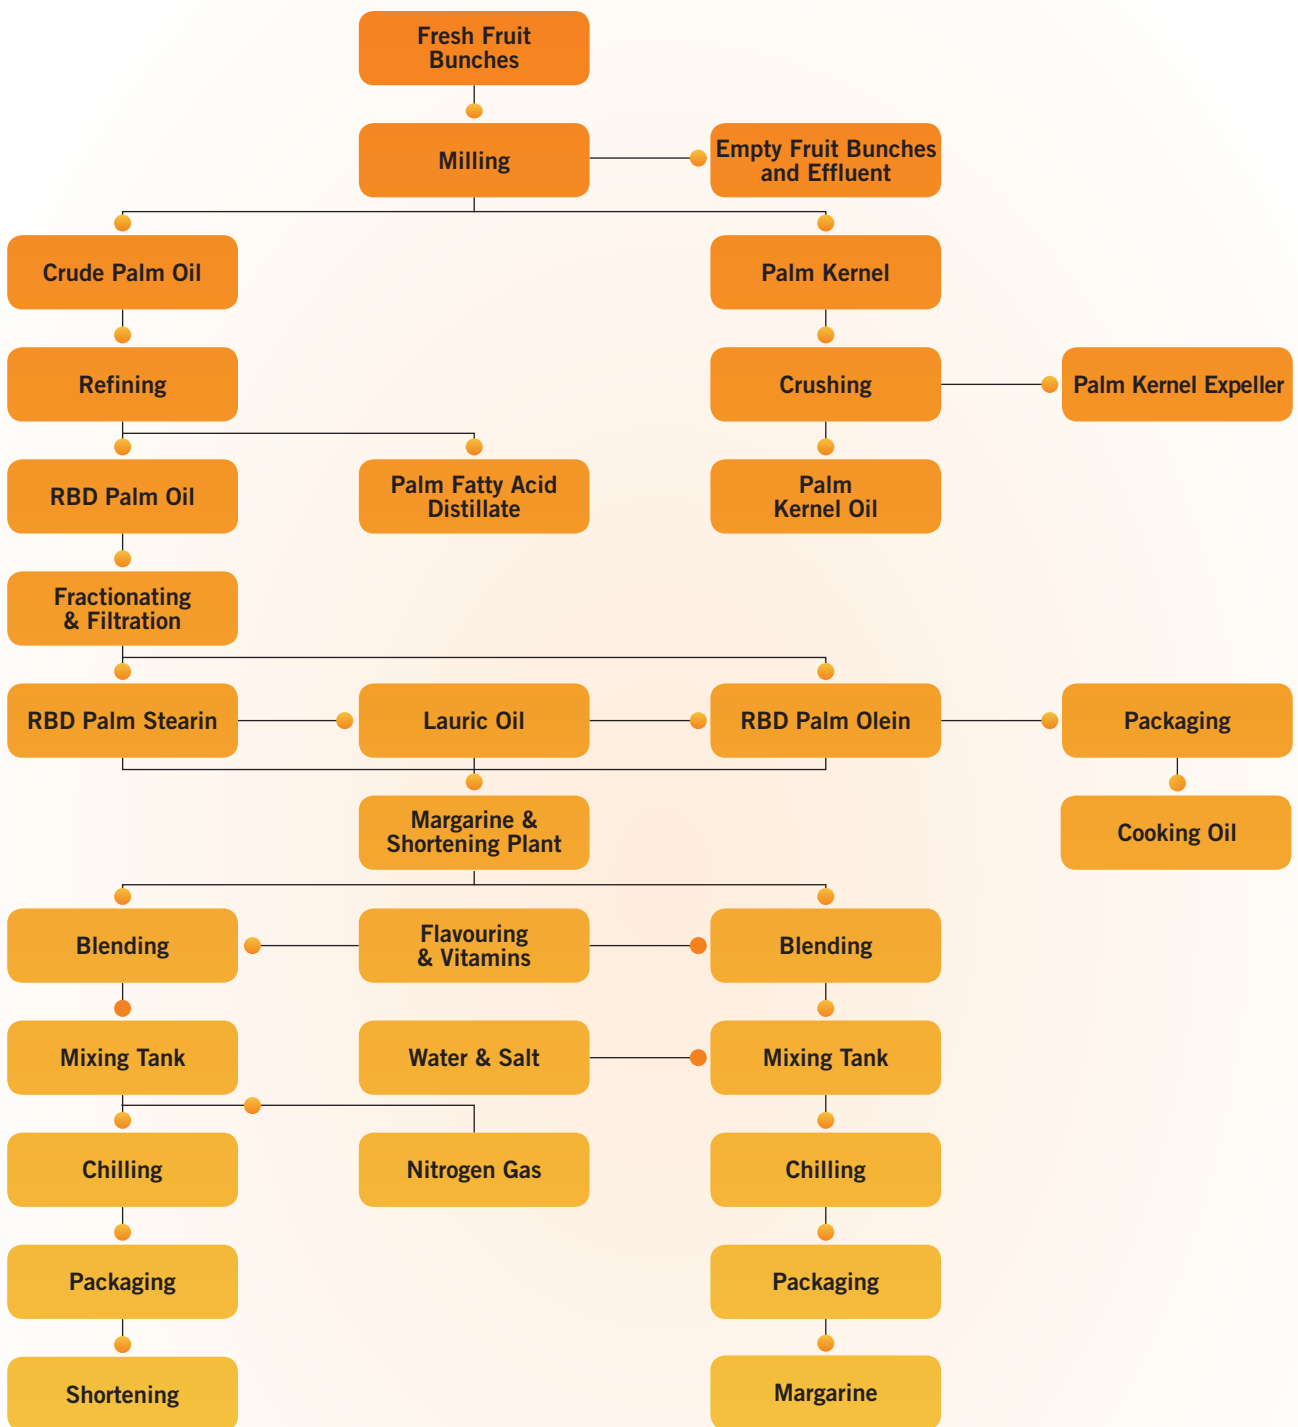 Fresh Fruit
Bunches
Milling
Empty Fruit Bunches
and Effluent
Crude Palm Oil
Palm Kernel
Refining
Crushing
Palm Kernel Expeller
RBD Palm Oil
Palm Fatty Acid
Distillate
Palm
Kernel Oil
Fractionating
& Filtration
RBD Palm Stearin
Lauric Oil
RBD Palm Olein
Packaging
Margarine &
Shortening Plant
Cooking Oil
Blending
Flavouring
& Vitamins
Blending
Mixing Tank
Water & Salt
Mixing Tank
Chilling
Nitrogen Gas
Chilling
Packaging
Packaging
Shortening
Margarine